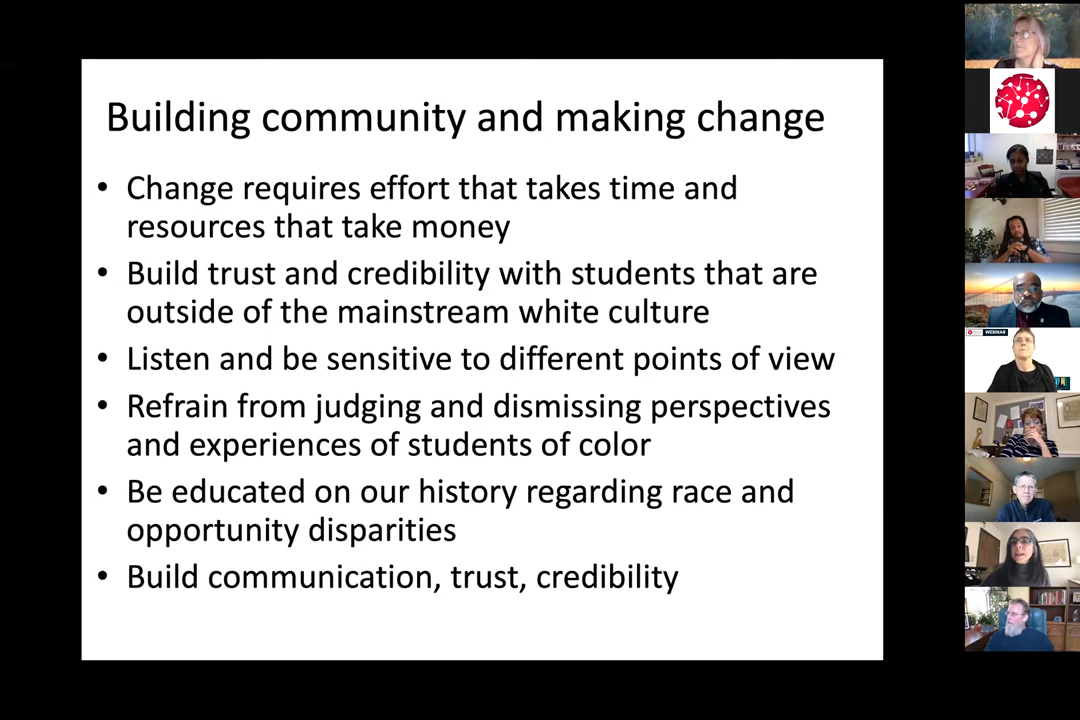 Building community and making change
• Change requires effort that takes time and
resources that take money
• Build trust and credibility with students that are
outside of the mainstream white culture
• Listen and be sensitive to different points of view
• Refrain from judging and dismissing perspectives
and experiences of students of color
• Be educated on our history regarding race and
opportunity disparities
• Build communication, trust, credibility
WEBINAR